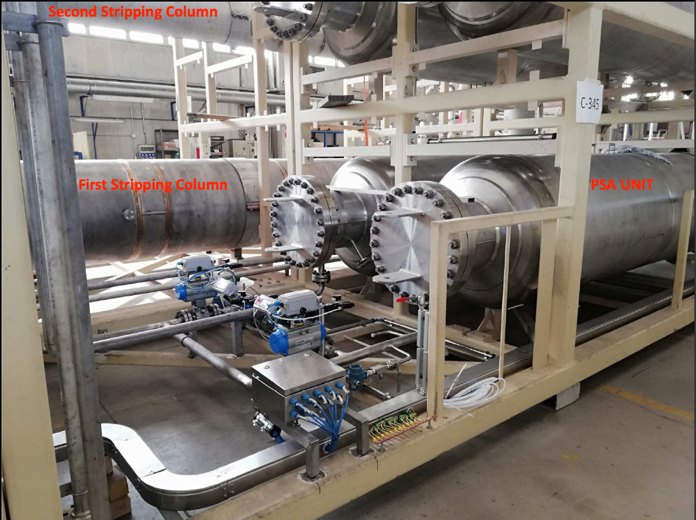 Second Stripping Column
C-345
First Stripping Column
PSA UNIT